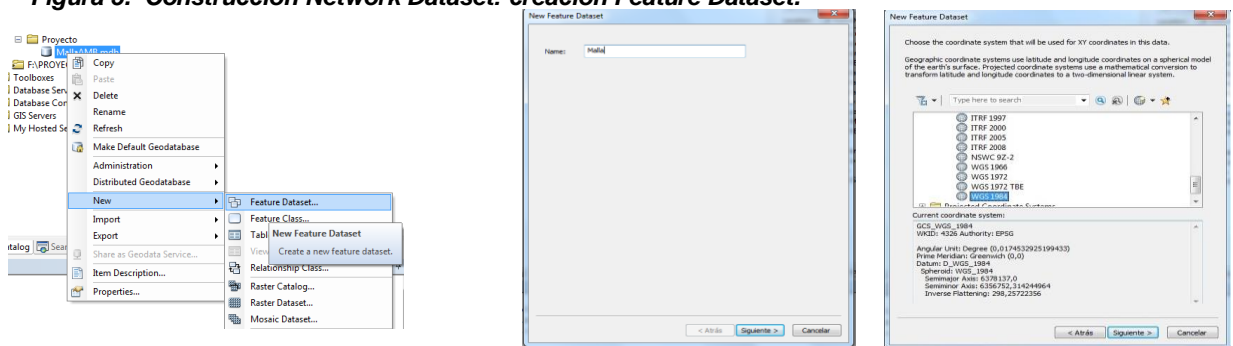 Figura 5. Construcción Network Dataset: creación Feature Dataset.
Proyecto
MallaAMB.mdb
F:\PROYE
Toolboxes
Database Serv
Database Con
GIS Servers
My Hosted Se
Copy
Paste
Delete
Rename
Refresh
Make Default Geodatabase
Administration
Distributed Geodatabase
New
Import
Export
Share as Geodata Service...
Item Description...
Properties...
atalog
Sear
Feature Dataset...
Feature Class...
Tabl
View
Relationship Class...
Raster Catalog...
Raster Dataset...
Mosaic Dataset...
New Feature Dataset
Create a new feature dataset.
New Feature Dataset
Name:
Malla
< Atrás
Siguiente >
Cancelar
New Feature Dataset
Choose the coordinate system that will be used for XY coordinates in this data.
Geographic coordinate systems use latitude and longitude coordinates on a spherical model
of the earth's surface. Projected coordinate systems use a mathematical conversion to
transform latitude and longitude coordinates to a two-dimensional linear system.
Type here to search
ITRF 1997
ITRF 2000
ITRF 2005
ITRF 2008
NSWC 9Z-2
WGS 1966
WGS 1972
WGS 1972 TBE
WGS 1984
Projected Coordinate Systems
Current coordinate system:
GCS_WGS_1984
WKID: 4326 Authority: EPSG
Angular Unit: Degree (0,0174532925199433)
Prime Meridian: Greenwich (0,0)
Datum: D_WGS_1984
Spheroid: WGS_1984
Semimajor Axis: 6378137,0
Semiminor Axis: 6356752,314244964
Inverse Flattening: 298,25722356
< Atrás
Siguiente >
Cancelar